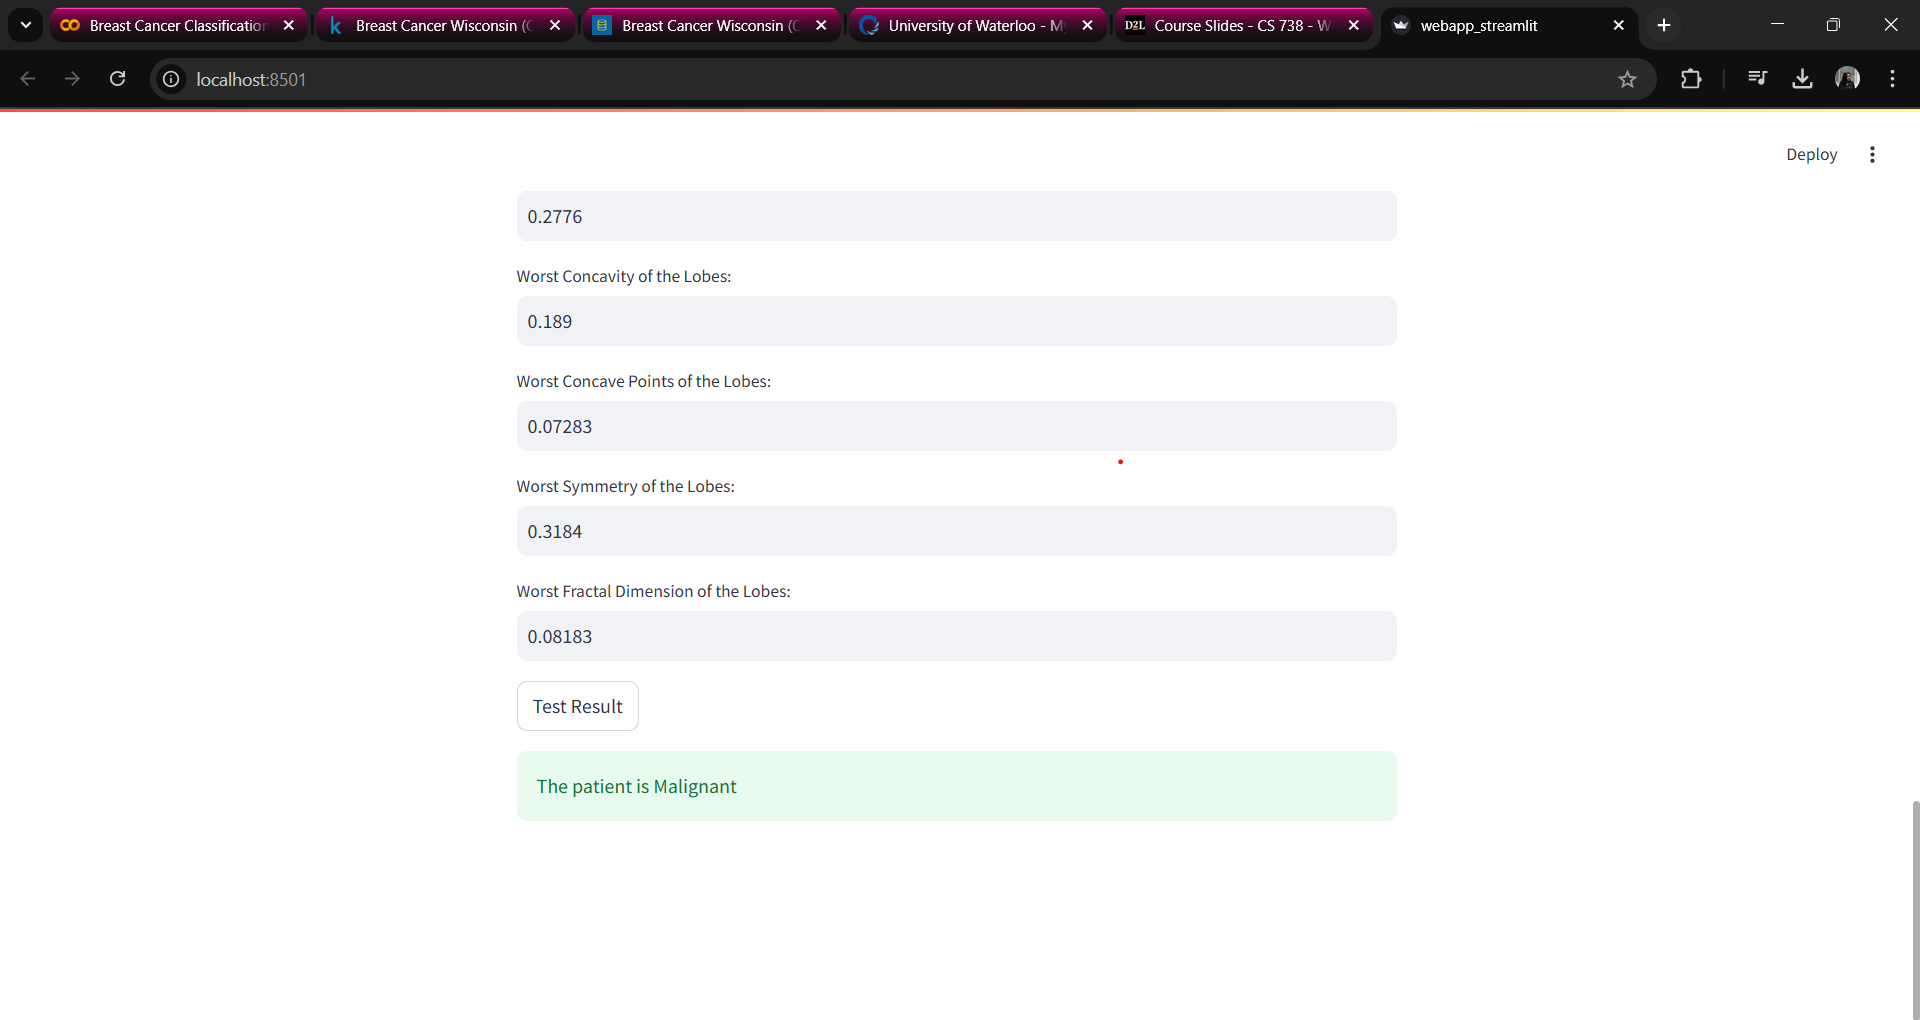 Breast Cancer Classification
Breast Cancer Wisconsin (
Breast Cancer Wisconsin (
University of Waterloo - M
D2L Course Slides - CS 738 - W
webapp_streamlit
localhost:8501
Deploy
0.2776
Worst Concavity of the Lobes:
0.189
Worst Concave Points of the Lobes:
0.07283
Worst Symmetry of the Lobes:
0.3184
Worst Fractal Dimension of the Lobes:
0.08183
Test Result
The patient is Malignant